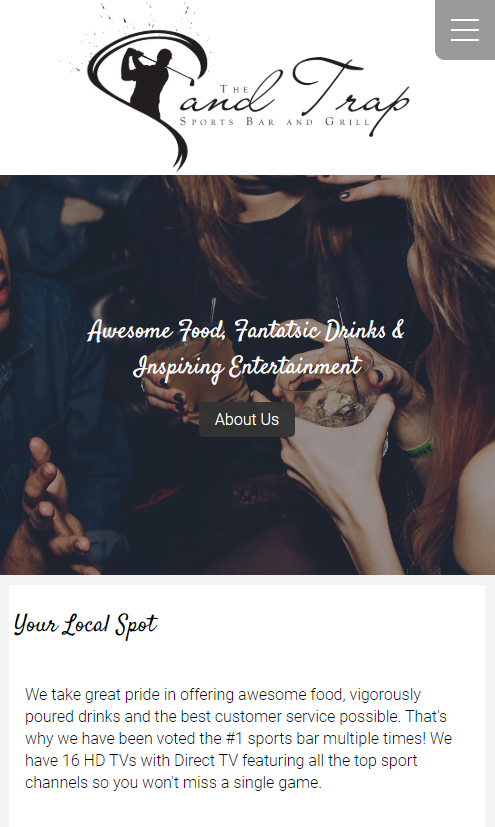 The
Sand Trap
Sports Bar and Grill
Awesome Food, Fantatsic Drinks &
Inspiring Entertainment
About Us
Your Local Spot
We take great pride in offering awesome food, vigorously
poured drinks and the best customer service possible. That's
why we have been voted the #1 sports bar multiple times! We
have 16 HD TVs with Direct TV featuring all the top sport
channels so you won't miss a single game.